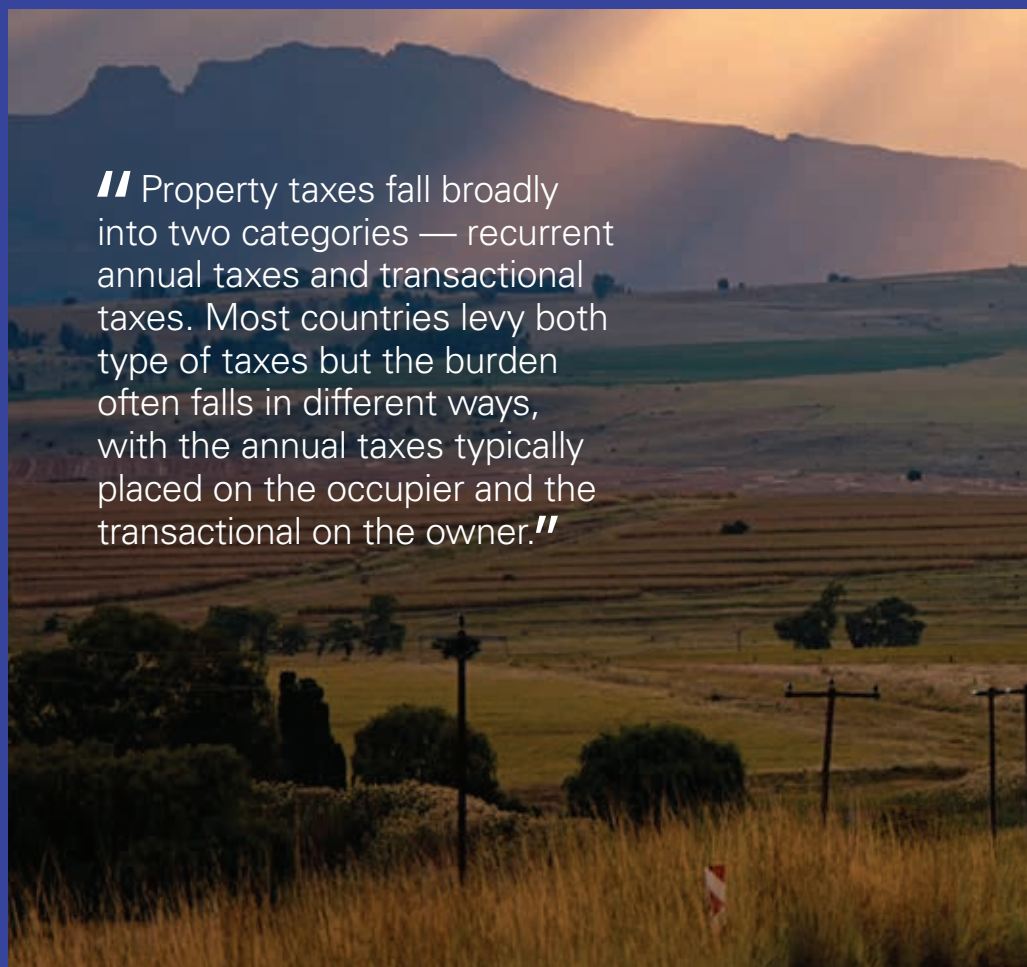 " Property taxes fall broadly
into two categories — recurrent
annual taxes and transactional
taxes. Most countries levy both
type of taxes but the burden
often falls in different ways,
with the annual taxes typically
placed on the occupier and the
transactional on the owner."